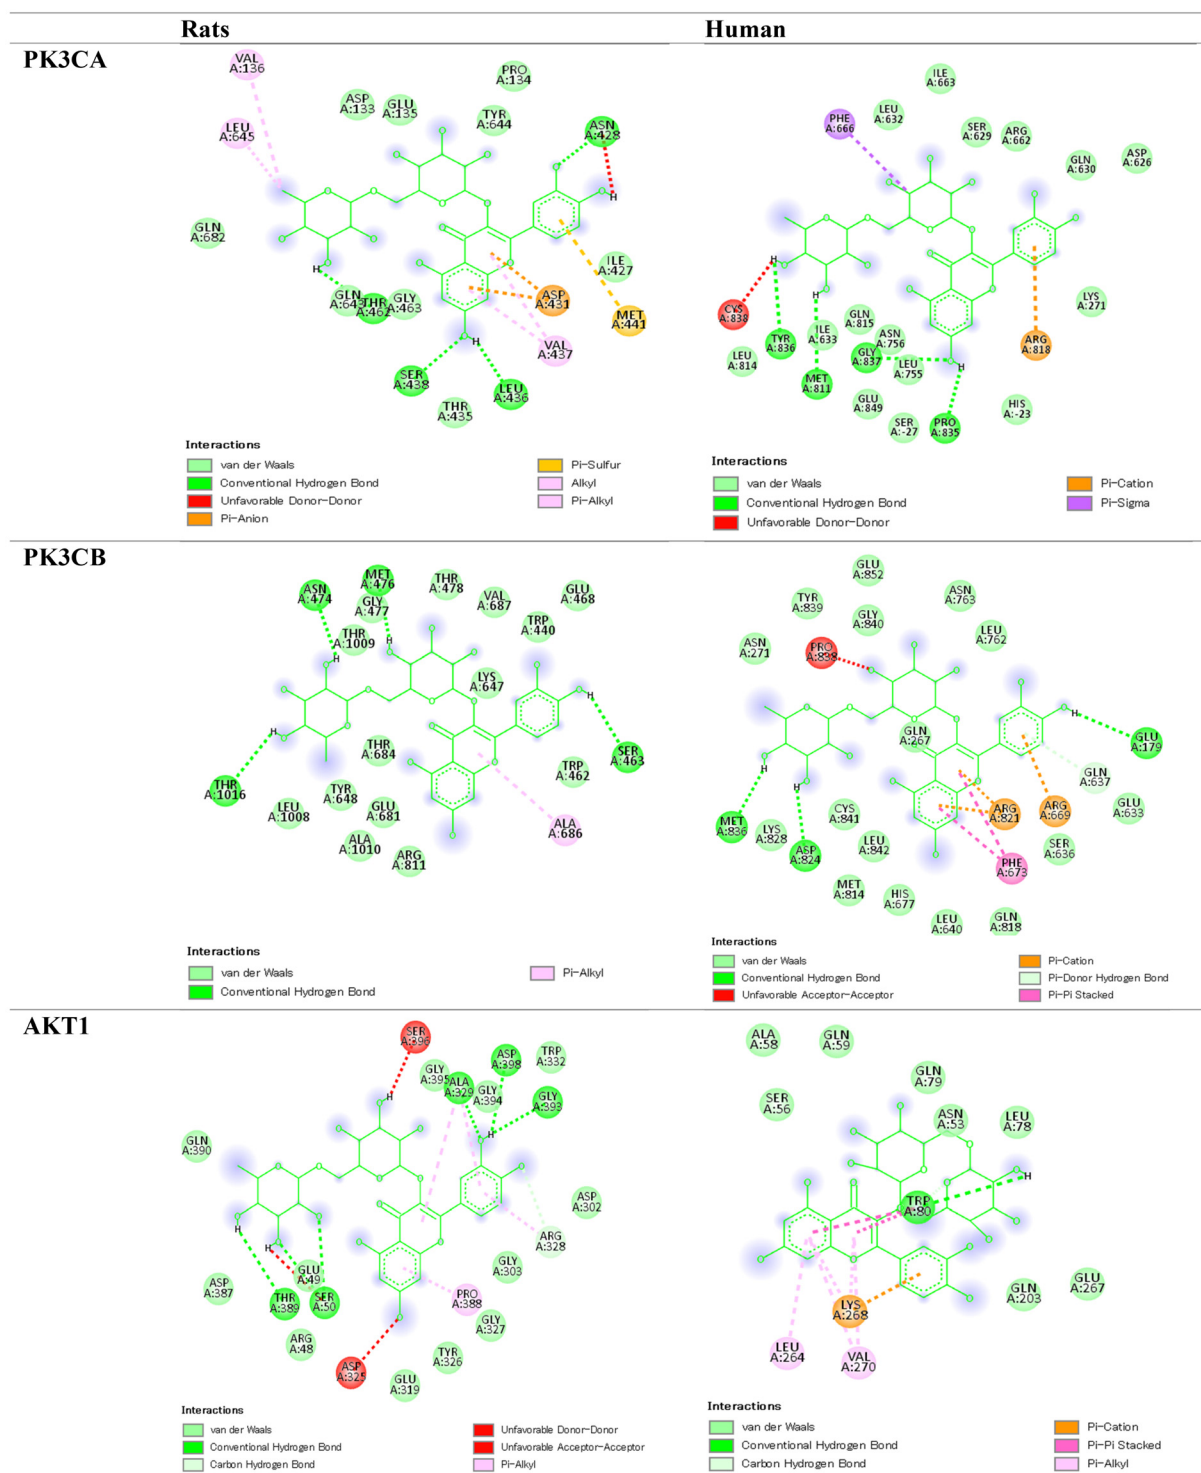 Rats
Human
PK3CA
VAL
A:136
PRO
A:134
ASP
A:133
GLU
A:135
TYR
A:644
ASN
A:428
LEU
A:645
H
GLN
A:682
ILE
A:427
H
GLN
A:643
THR
A:462
GLY
A:463
ASP
A:431
MET
A:441
VAL
A:437
H
SER
A:438
LEU
A:436
THR
A:435
Interactions
van der Waals
Conventional Hydrogen Bond
Unfavorable Donor-Donor
Pi-Anion
Pi-Sulfur
Alkyl
Pi-Alkyl
ILE
A:663
LEU
A:632
PHE
A:666
SER
A:629
ARG
A:662
GLN
A:630
ASP
A:626
H
H
LYS
A:271
CYS
A:838
TYR
A:836
ILE
A:633
GLN
A:815
ASN
A:756
GLY
A:837
LEU
A:755
ARG
A:818
LEU
A:814
MET
A:811
H
GLU
A:849
SER
A:-27
PRO
A:835
HIS
A:-23
Interactions
van der Waals
Conventional Hydrogen Bond
Unfavorable Donor-Donor
Pi-Cation
Pi-Sigma
PK3CB
ASN
A:474
MET
A:476
GLY
A:477
THR
A:478
VAL
A:687
GLU
A:468
TRP
A:440
THR
A:1009
H
H
LYS
A:647
H
H
THR
A:684
TRP
A:462
SER
A:463
THR
A:1016
LEU
A:1008
TYR
A:648
GLU
A:681
ALA
A:686
ALA
A:1010
ARG
A:811
Interactions
van der Waals
Conventional Hydrogen Bond
Pi-Alkyl
GLU
A:852
TYR
A:839
GLY
A:840
ASN
A:763
LEU
A:762
ASN
A:271
PRO
A:838
H
GLN
A:267
GLU
A:179
H
H
GLN
A:637
GLU
A:633
MET
A:836
LYS
A:828
ASP
A:824
CYS
A:841
LEU
A:842
ARG
A:821
ARG
A:669
SER
A:636
PHE
A:673
MET
A:814
HIS
A:677
LEU
A:640
GLN
A:818
Interactions
van der Waals
Conventional Hydrogen Bond
Unfavorable Acceptor-Acceptor
Pi-Cation
Pi-Donor Hydrogen Bond
Pi-Pi Stacked
AKT1
SER
A:396
GLY
A:395
ALA
A:329
GLY
A:394
ASP
A:398
TRP
A:332
GLY
A:393
H
H
GLN
A:390
ASP
A:302
H
H
ARG
A:328
GLY
A:303
ASP
A:387
THR
A:389
GLU
A:49
SER
A:50
PRO
A:388
GLY
A:327
ARG
A:48
TYR
A:326
ASP
A:325
GLU
A:319
Interactions
van der Waals
Conventional Hydrogen Bond
Carbon Hydrogen Bond
Unfavorable Donor-Donor
Unfavorable Acceptor-Acceptor
Pi-Alkyl
ALA
A:58
GLN
A:59
GLN
A:79
SER
A:56
ASN
A:53
LEU
A:78
H
TRP
A:80
LYS
A:268
GLN
A:203
GLU
A:267
LEU
A:264
VAL
A:270
Interactions
van der Waals
Conventional Hydrogen Bond
Carbon Hydrogen Bond
Pi-Cation
Pi-Pi Stacked
Pi-Alkyl